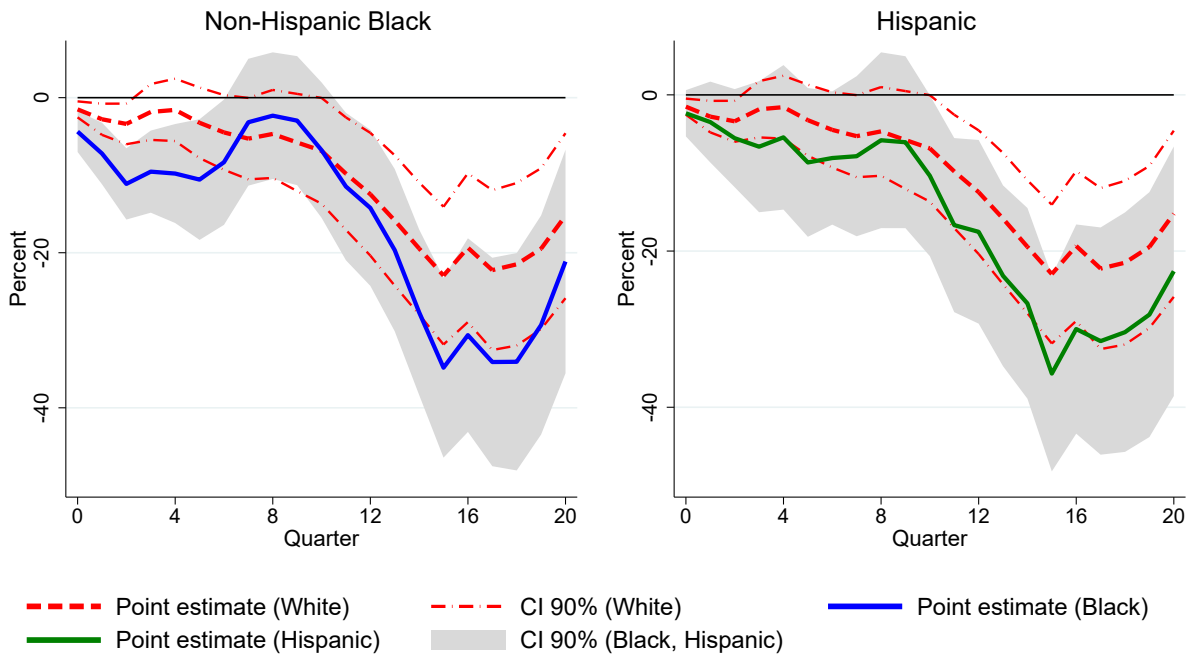 Non-Hispanic Black
Percent
0
-20
-40
0 4 8 12 16 20
Quarter
Hispanic
Percent
0
-20
-40
0 4 8 12 16 20
Quarter
Point estimate (White) CI 90% (White) Point estimate (Black)
Point estimate (Hispanic) CI 90% (Black, Hispanic)